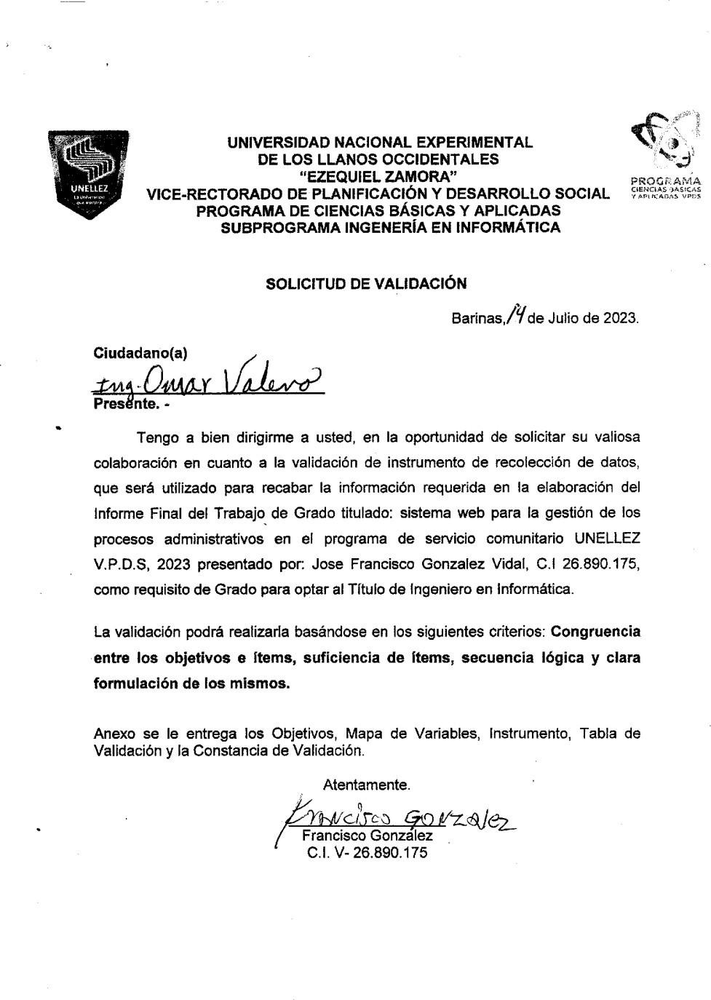 UNIVERSIDAD NACIONAL EXPERIMENTAL
DE LOS LLANOS OCCIDENTALES
“EZEQUIEL ZAMORA”
VICE-RECTORADO DE PLANIFICACIÓN Y DESARROLLO SOCIAL
PROGRAMA DE CIENCIAS BÁSICAS Y APLICADAS
SUBPROGRAMA INGENERÍA EN INFORMÁTICA
UNELLEZ
La Universidad
que siembra
PROGRAMA
CIENCIAS BASICAS
Y APLICADAS VPDS
SOLICITUD DE VALIDACIÓN
Barinas, 14 de Julio de 2023.
Ciudadano(a)
Ing. Omar Valero
Presente. -
Tengo a bien dirigirme a usted, en la oportunidad de solicitar su valiosa
colaboración en cuanto a la validación de instrumento de recolección de datos,
que será utilizado para recabar la información requerida en la elaboración del
Informe Final del Trabajo de Grado titulado: sistema web para la gestión de los
procesos administrativos en el programa de servicio comunitario UNELLEZ
V.P.D.S, 2023 presentado por: Jose Francisco Gonzalez Vidal, C.I 26.890.175,
como requisito de Grado para optar al Título de Ingeniero en Informática.
La validación podrá realizarla basándose en los siguientes criterios: Congruencia
entre los objetivos e ítems, suficiencia de ítems, secuencia lógica y clara
formulación de los mismos.
Anexo se le entrega los Objetivos, Mapa de Variables, Instrumento, Tabla de
Validación y la Constancia de Validación.
Atentamente.
Francisco Gonzalez
Francisco González
C.I. V- 26.890.175